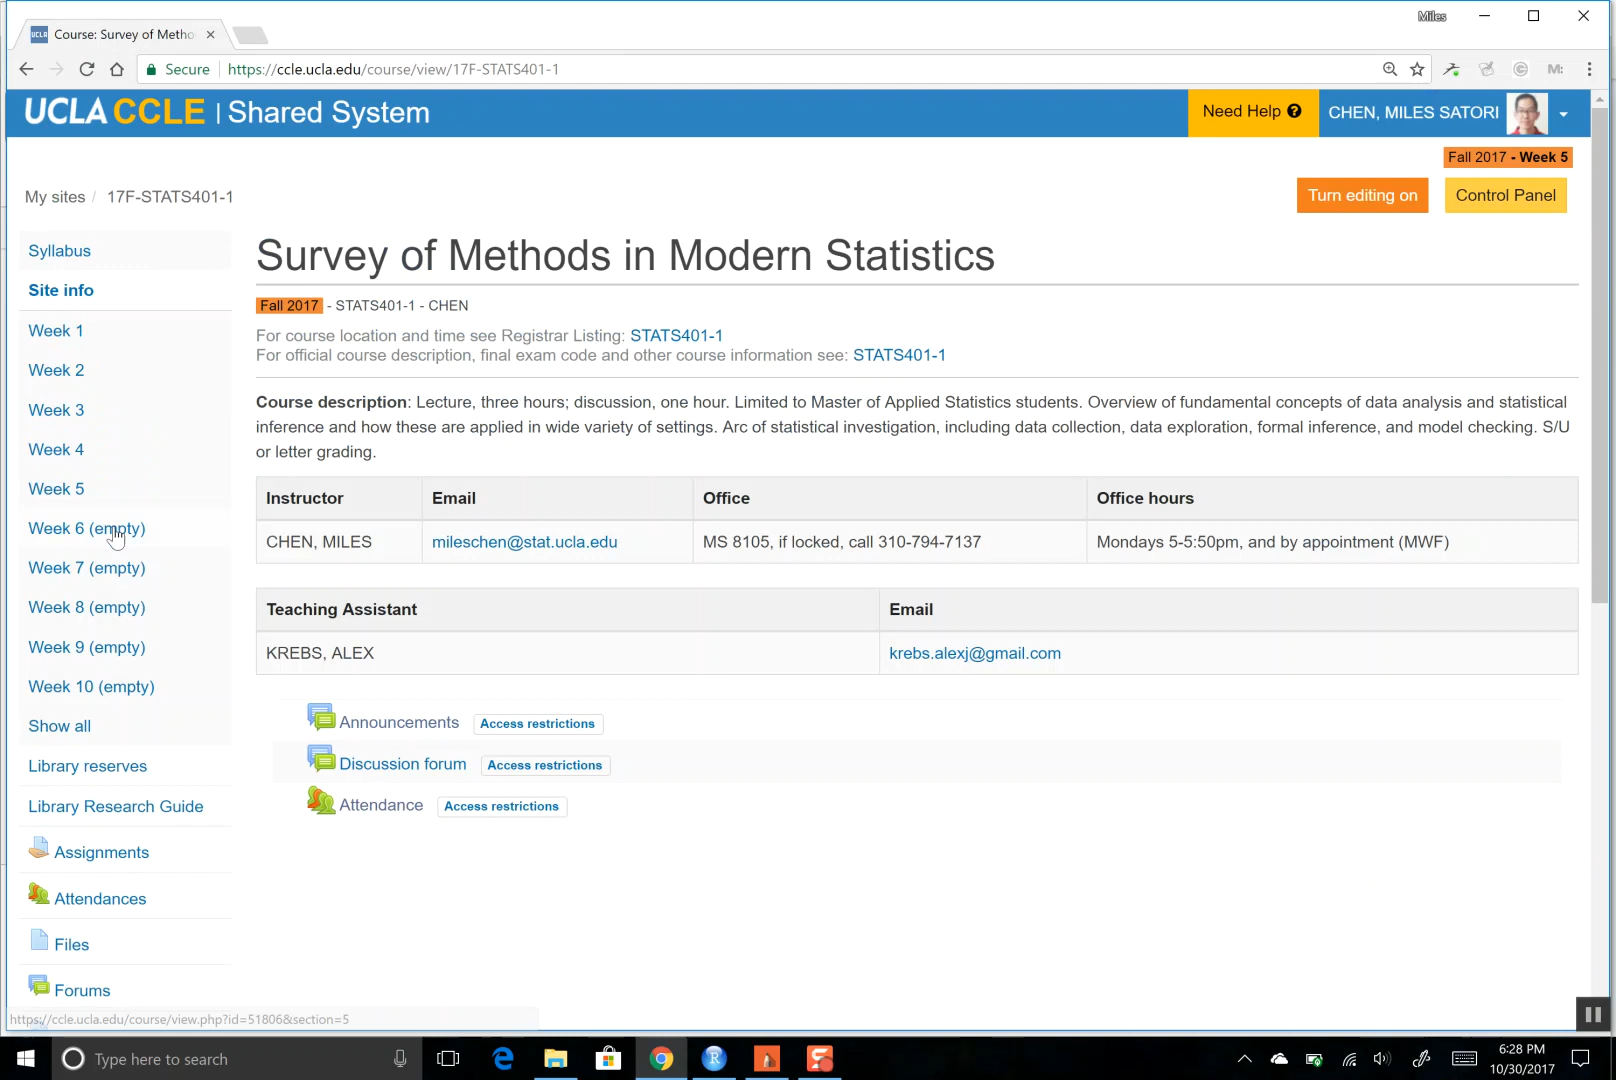 Course: Survey of Metho
Miles
Secure https://ccle.ucla.edu/course/view/17F-STATS401-1
UCLA CCLE | Shared System
Need Help
CHEN, MILES SATORI
Fall 2017 - Week 5
My sites / 17F-STATS401-1
Turn editing on
Control Panel
Syllabus
Site info
Week 1
Week 2
Week 3
Week 4
Week 5
Week 6 (empty)
Week 7 (empty)
Week 8 (empty)
Week 9 (empty)
Week 10 (empty)
Show all
Library reserves
Library Research Guide
Assignments
Attendances
Files
Forums
Survey of Methods in Modern Statistics
Fall 2017 - STATS401-1 - CHEN
For course location and time see Registrar Listing: STATS401-1
For official course description, final exam code and other course information see: STATS401-1
Course description: Lecture, three hours; discussion, one hour. Limited to Master of Applied Statistics students. Overview of fundamental concepts of data analysis and statistical
inference and how these are applied in wide variety of settings. Arc of statistical investigation, including data collection, data exploration, formal inference, and model checking. S/U
or letter grading.
Instructor Email Office Office hours
CHEN, MILES mileschen@stat.ucla.edu MS 8105, if locked, call 310-794-7137 Mondays 5-5:50pm, and by appointment (MWF)
Teaching Assistant Email
KREBS, ALEX krebs.alexj@gmail.com
Announcements Access restrictions
Discussion forum Access restrictions
Attendance Access restrictions
https://ccle.ucla.edu/course/view.php?id=51806&section=5
Type here to search
6:28 PM
10/30/2017